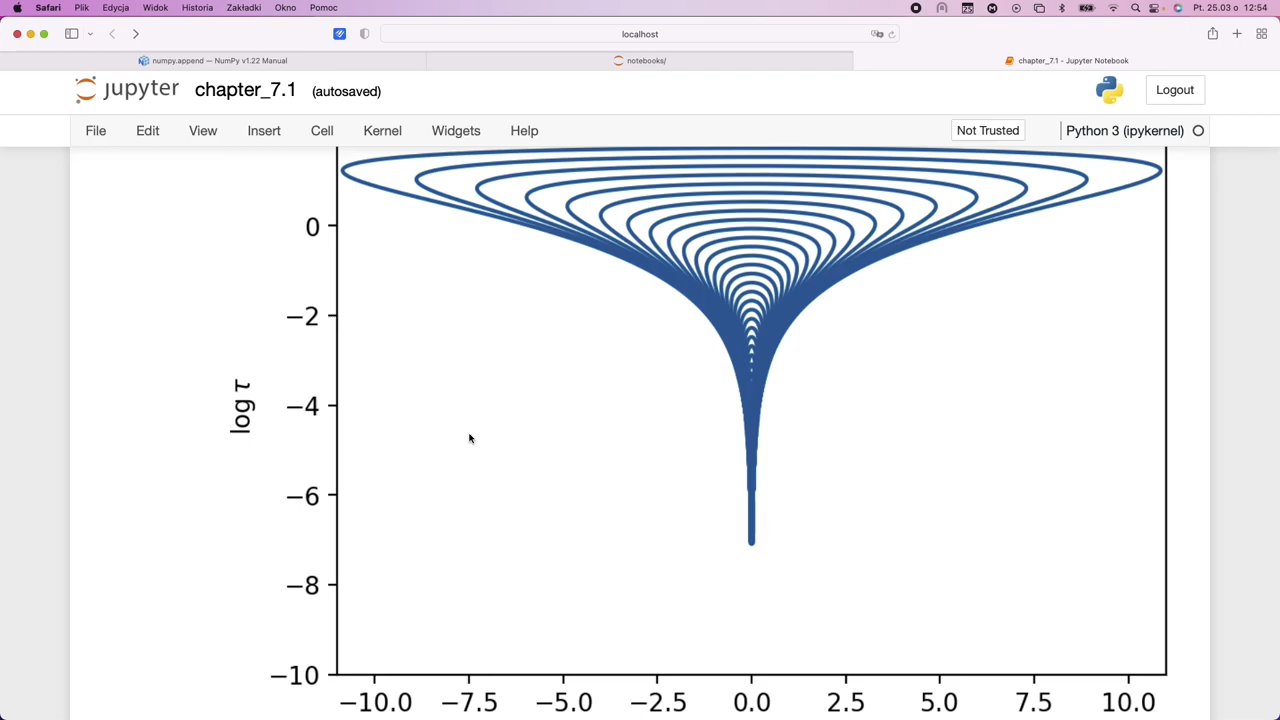 Safari Plik Edycja Widok Historia Zakładki Okno Pomoc 25 Pt. 25.03 o 12:54
localhost
numpy.append — NumPy v1.22 Manual notebooks/ chapter_7.1 - Jupyter Notebook
jupyter chapter_7.1 (autosaved) Logout
File Edit View Insert Cell Kernel Widgets Help Not Trusted Python 3 (ipykernel)
0
−2
−4
log τ
−6
−8
−10
−10.0 −7.5 −5.0 −2.5 0.0 2.5 5.0 7.5 10.0